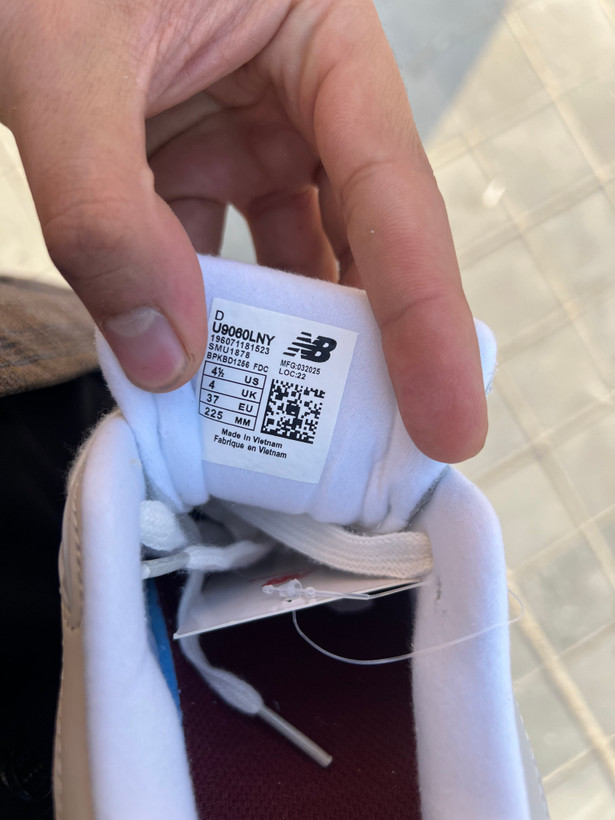 D
U9060LNY
196071181523
SMU1878
BPKBD1256 FDC
MFG:032025
LOC:22
4½ US
4 UK
37 EU
225 MM
Made in Vietnam
Fabriqué en Vietnam